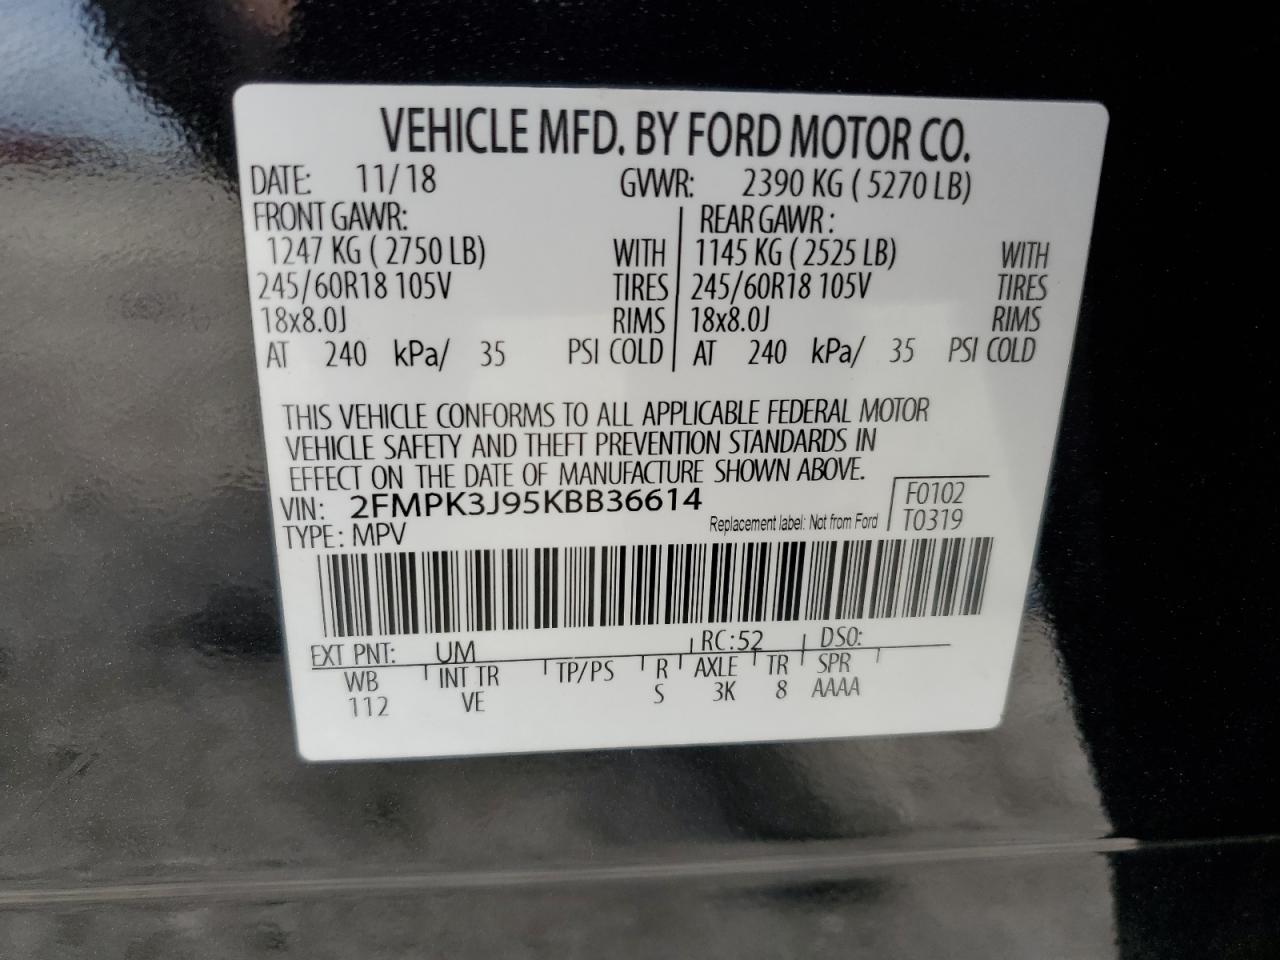 VEHICLE MFD. BY FORD MOTOR CO.
DATE: 11/18 GVWR: 2390 KG ( 5270 LB)
FRONT GAWR: REAR GAWR :
1247 KG ( 2750 LB) WITH 1145 KG ( 2525 LB) WITH
245/60R18 105V TIRES 245/60R18 105V TIRES
18x8.0J RIMS 18x8.0J RIMS
AT 240 kPa/ 35 PSI COLD AT 240 kPa/ 35 PSI COLD
THIS VEHICLE CONFORMS TO ALL APPLICABLE FEDERAL MOTOR
VEHICLE SAFETY AND THEFT PREVENTION STANDARDS IN
EFFECT ON THE DATE OF MANUFACTURE SHOWN ABOVE.
VIN: 2FMPK3J95KBB36614 F0102
TYPE: MPV Replacement label: Not from Ford T0319
EXT PNT: UM RC:52 DSO:
WB INT TR TP/PS R AXLE TR SPR
112 VE S 3K 8 AAAA